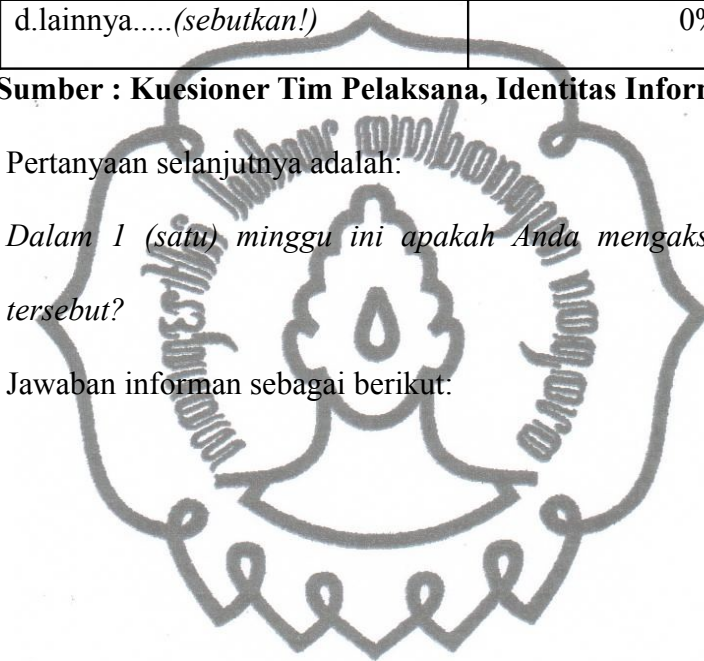 d.lainnya.....(sebutkan!)
0%
Sumber : Kuesioner Tim Pelaksana, Identitas Inform
Pertanyaan selanjutnya adalah:
Dalam 1 (satu) minggu ini apakah Anda mengaks
tersebut?
Jawaban informan sebagai berikut: